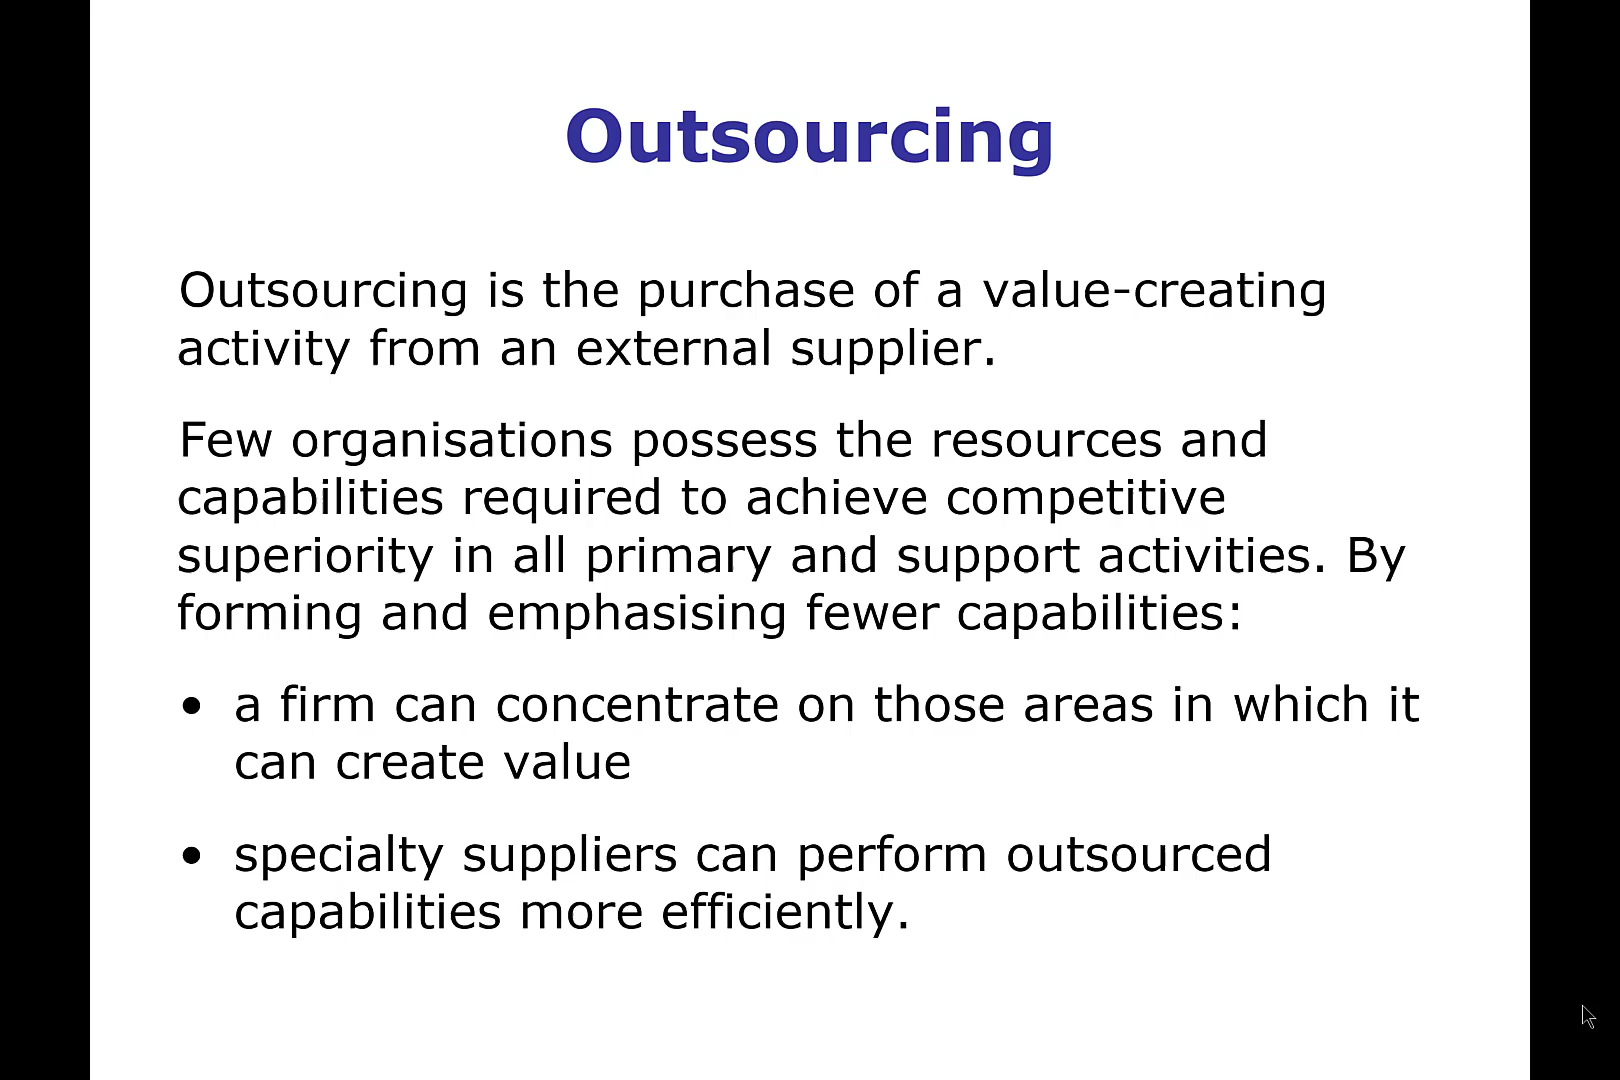 Outsourcing
Outsourcing is the purchase of a value-creating
activity from an external supplier.
Few organisations possess the resources and
capabilities required to achieve competitive
superiority in all primary and support activities. By
forming and emphasising fewer capabilities:
• a firm can concentrate on those areas in which it
can create value
• specialty suppliers can perform outsourced
capabilities more efficiently.